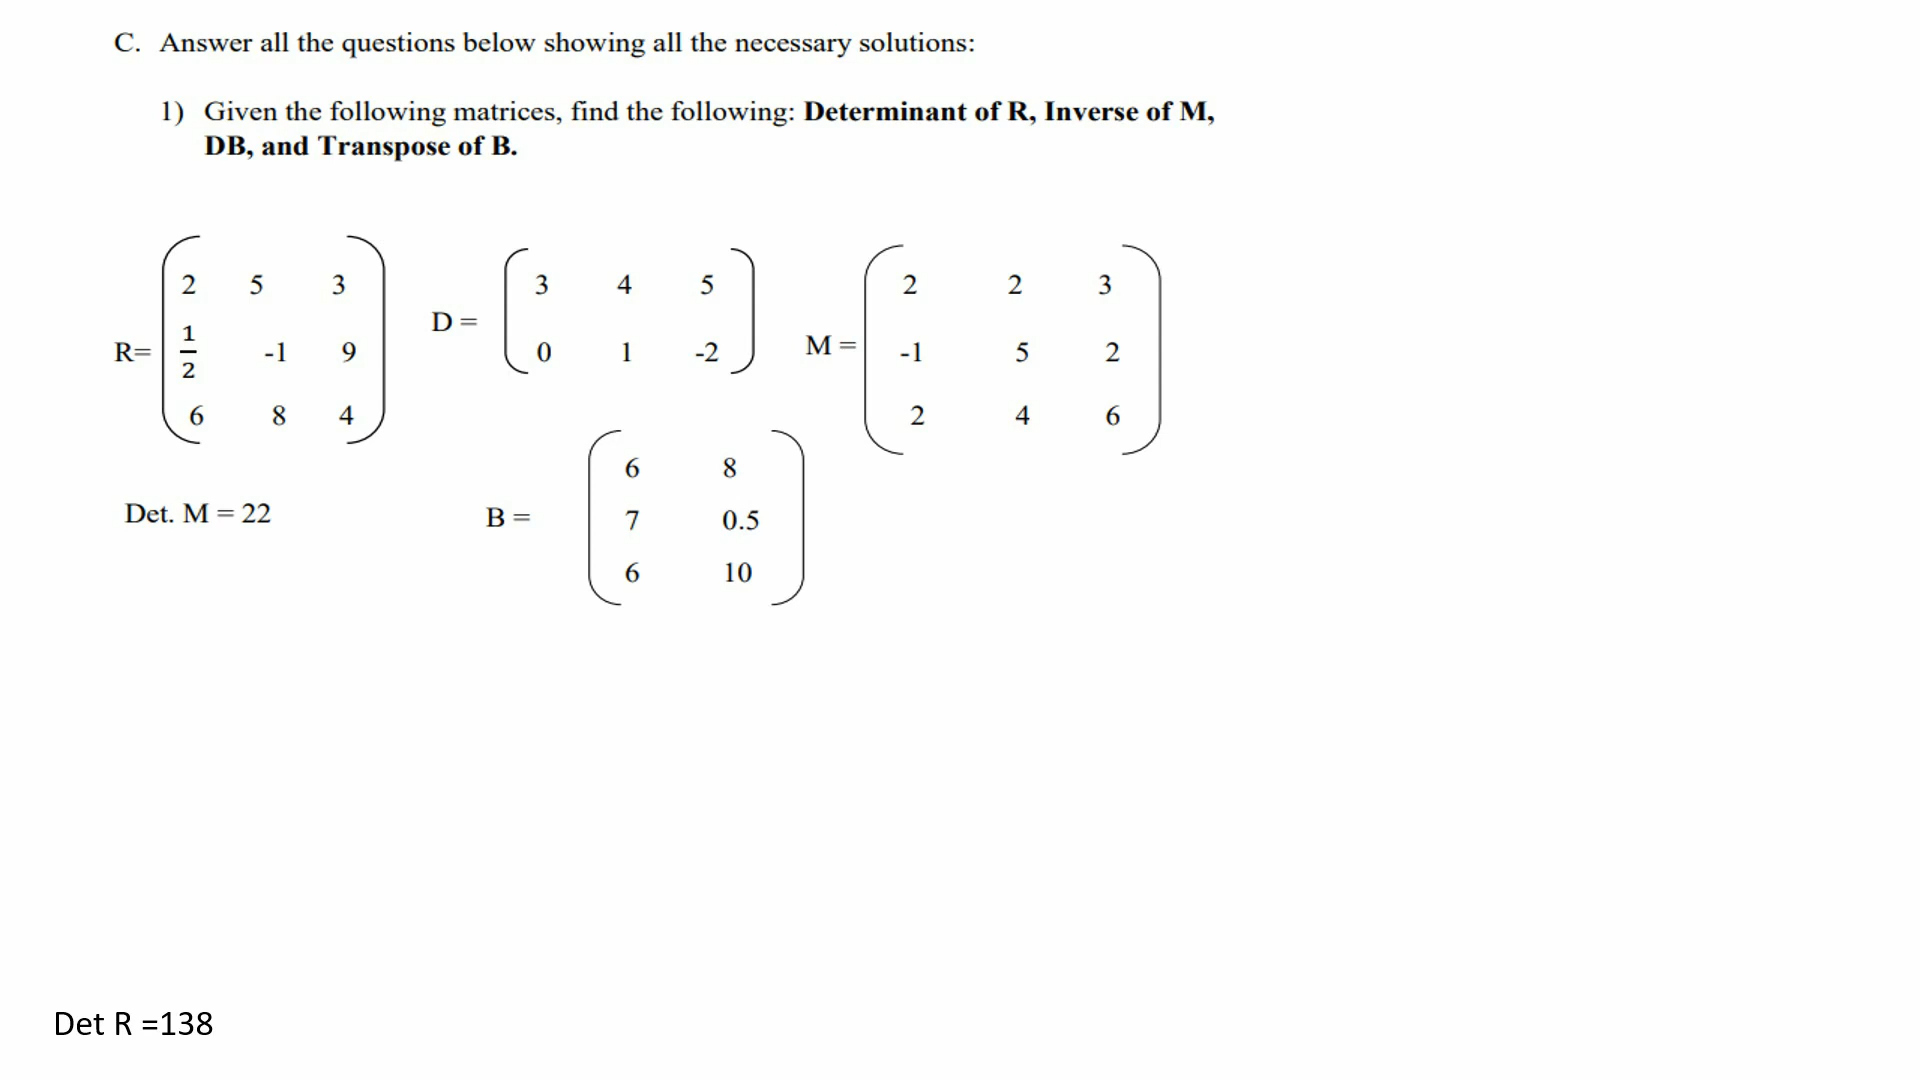 C. Answer all the questions below showing all the necessary solutions:
1) Given the following matrices, find the following: Determinant of R, Inverse of M,
DB, and Transpose of B.
R=
2 5 3
1/2 -1 9
6 8 4
D =
3 4 5
0 1 -2
M =
2 2 3
-1 5 2
2 4 6
Det. M = 22
B =
6 8
7 0.5
6 10
Det R =138